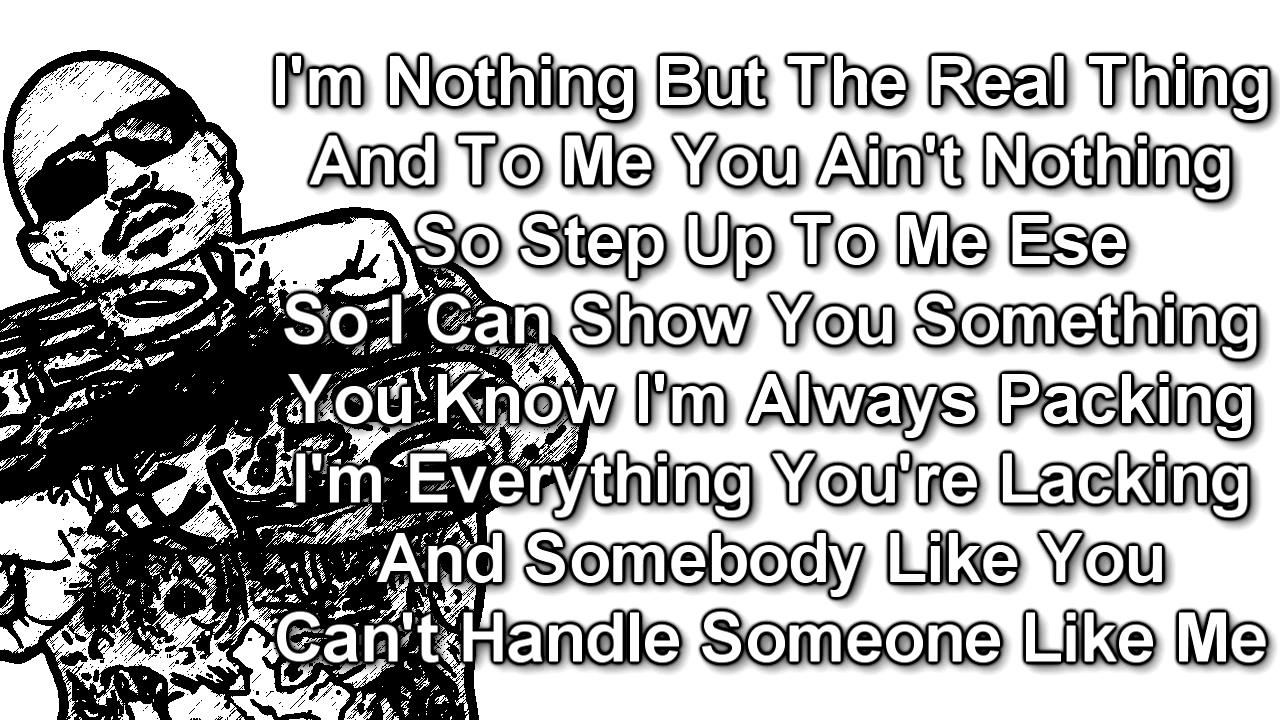 I'm Nothing But The Real Thing
And To Me You Ain't Nothing
So Step Up To Me Ese
So I Can Show You Something
You Know I'm Always Packing
I'm Everything You're Lacking
And Somebody Like You
Can't Handle Someone Like Me